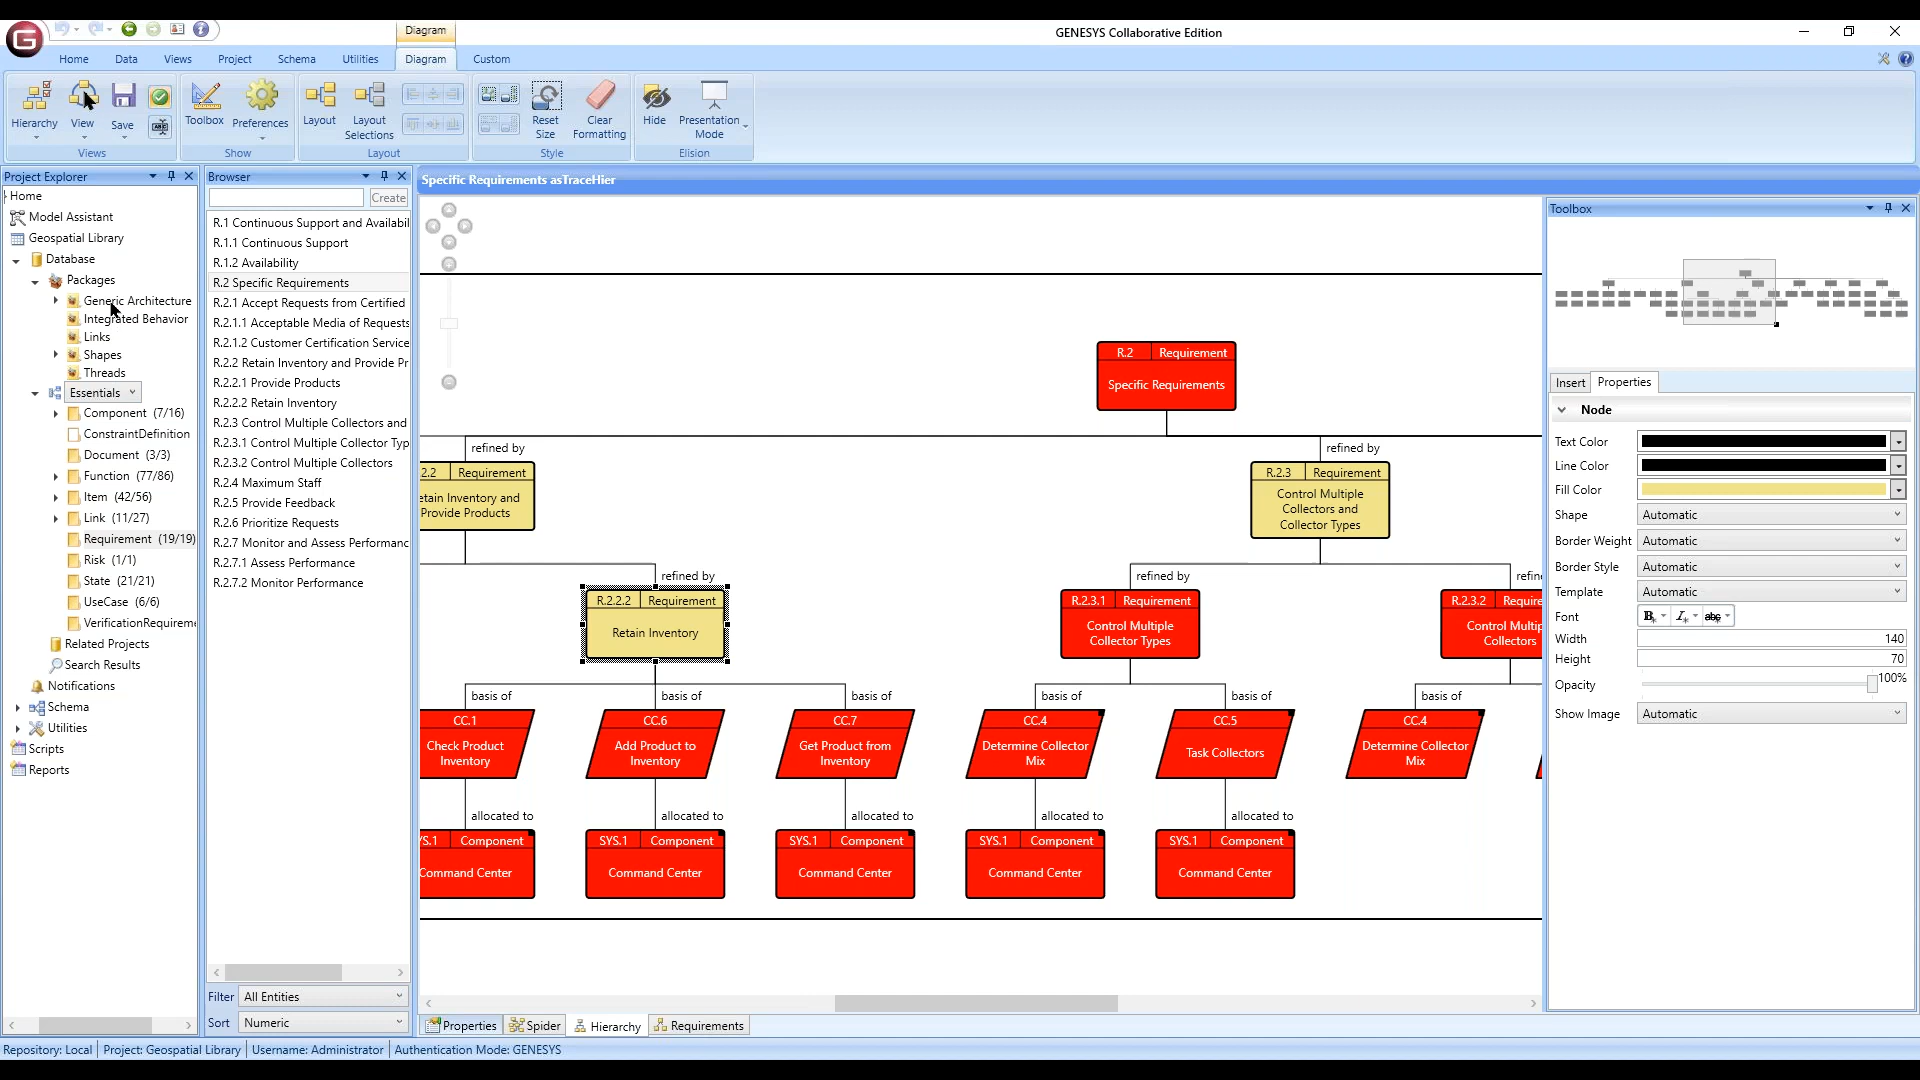 Diagram
GENESYS Collaborative Edition
Home
Data
Views
Project
Schema
Utilities
Diagram
Custom
Hierarchy
View
Save
Toolbox
Preferences
Layout
Layout
Selections
Reset
Size
Clear
Formatting
Hide
Presentation
Mode
Views
Show
Layout
Style
Elision
Project Explorer
Home
Model Assistant
Geospatial Library
Database
Packages
Generic Architecture
Integrated Behavior
Links
Shapes
Threads
Essentials
Component (7/16)
ConstraintDefinition
Document (3/3)
Function (77/86)
Item (42/56)
Link (11/27)
Requirement (19/19)
Risk (1/1)
State (21/21)
UseCase (6/6)
VerificationRequireme
Related Projects
Search Results
Notifications
Schema
Utilities
Scripts
Reports
Browser
Create
R.1 Continuous Support and Availabil
R.1.1 Continuous Support
R.1.2 Availability
R.2 Specific Requirements
R.2.1 Accept Requests from Certified
R.2.1.1 Acceptable Media of Requests
R.2.1.2 Customer Certification Service
R.2.2 Retain Inventory and Provide Pr
R.2.2.1 Provide Products
R.2.2.2 Retain Inventory
R.2.3 Control Multiple Collectors and
R.2.3.1 Control Multiple Collector Typ
R.2.3.2 Control Multiple Collectors
R.2.4 Maximum Staff
R.2.5 Provide Feedback
R.2.6 Prioritize Requests
R.2.7 Monitor and Assess Performanc
R.2.7.1 Assess Performance
R.2.7.2 Monitor Performance
Filter All Entities
Sort Numeric
Specific Requirements asTraceHier
R.2 Requirement
Specific Requirements
refined by
refined by
2.2 Requirement
etain Inventory and
Provide Products
R.2.3 Requirement
Control Multiple
Collectors and
Collector Types
refined by
refined by
refin
R.2.2.2 Requirement
Retain Inventory
R.2.3.1 Requirement
Control Multiple
Collector Types
R.2.3.2 Require
Control Multip
Collectors
basis of
basis of
basis of
basis of
basis of
basis of
CC.1
Check Product
Inventory
CC.6
Add Product to
Inventory
CC.7
Get Product from
Inventory
CC.4
Determine Collector
Mix
CC.5
Task Collectors
CC.4
Determine Collector
Mix
allocated to
allocated to
allocated to
allocated to
allocated to
YS.1 Component
Command Center
SYS.1 Component
Command Center
SYS.1 Component
Command Center
SYS.1 Component
Command Center
SYS.1 Component
Command Center
Properties
Spider
Hierarchy
Requirements
Toolbox
Insert
Properties
Node
Text Color
Line Color
Fill Color
Shape Automatic
Border Weight Automatic
Border Style Automatic
Template Automatic
Font B I abc
Width 140
Height 70
Opacity 100%
Show Image Automatic
Repository: Local
Project: Geospatial Library
Username: Administrator
Authentication Mode: GENESYS